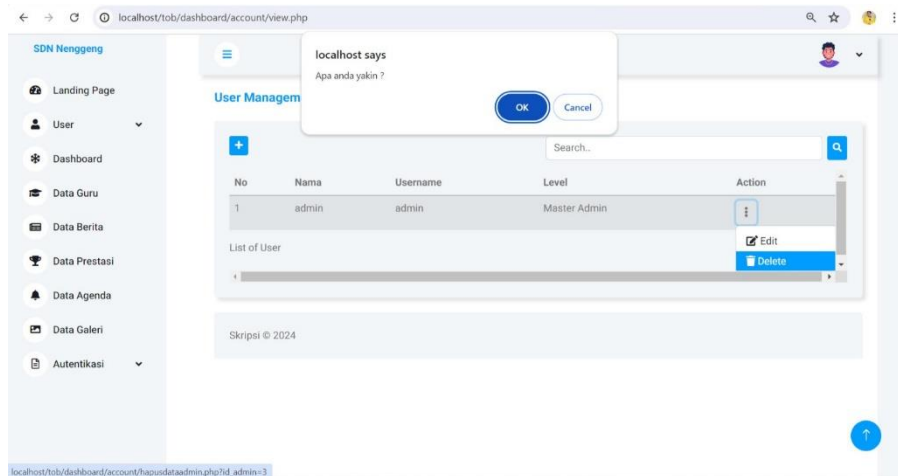 localhost/tob/dashboard/account/view.php
SDN Nenggeng
localhost says
Apa anda yakin ?
OK
Cancel
Landing Page
User
Dashboard
Data Guru
Data Berita
Data Prestasi
Data Agenda
Data Galeri
Autentikasi
User Managem
Search..
No Nama Username Level Action
1 admin admin Master Admin
Edit
Delete
List of User
Skripsi © 2024
localhost/tob/dashboard/account/hapusdataadmin.php?id_admin=3